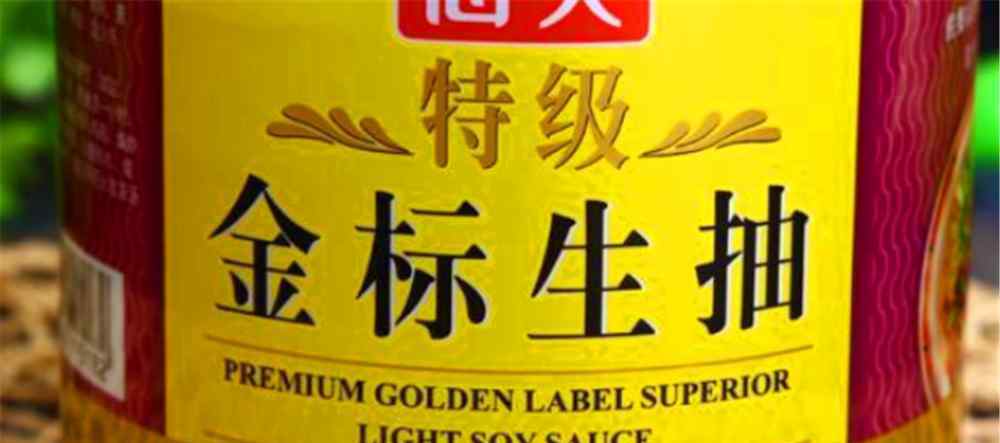 特级
金标生抽
PREMIUM GOLDEN LABEL SUPERIOR
LIGHT SOY SAUCE